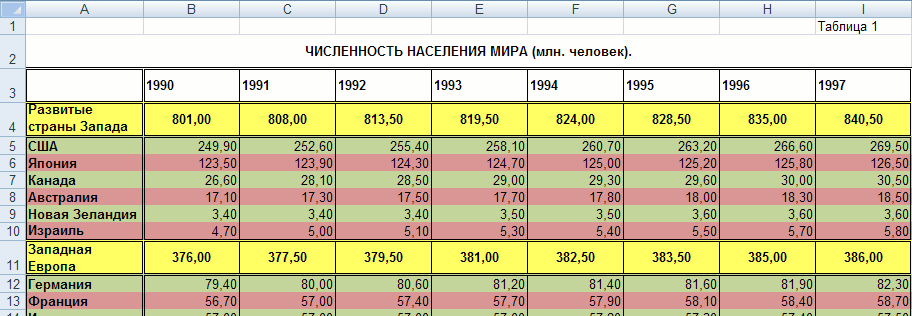 A B C D E F G H I
1 Таблица 1
2 ЧИСЛЕННОСТЬ НАСЕЛЕНИЯ МИРА (млн. человек).
3 1990 1991 1992 1993 1994 1995 1996 1997
Развитые
4 страны Запада 801,00 808,00 813,50 819,50 824,00 828,50 835,00 840,50
5 США 249,90 252,60 255,40 258,10 260,70 263,20 266,60 269,50
6 Япония 123,50 123,90 124,30 124,70 125,00 125,20 125,80 126,50
7 Канада 26,60 28,10 28,50 29,00 29,30 29,60 30,00 30,50
8 Австралия 17,10 17,30 17,50 17,70 17,80 18,00 18,30 18,50
9 Новая Зеландия 3,40 3,40 3,40 3,50 3,50 3,60 3,60 3,60
10 Израиль 4,70 5,00 5,10 5,30 5,40 5,50 5,70 5,80
Западная
11 Европа 376,00 377,50 379,50 381,00 382,50 383,50 385,00 386,00
12 Германия 79,40 80,00 80,60 81,20 81,40 81,60 81,90 82,30
13 Франция 56,70 57,00 57,40 57,70 57,90 58,10 58,40 58,70